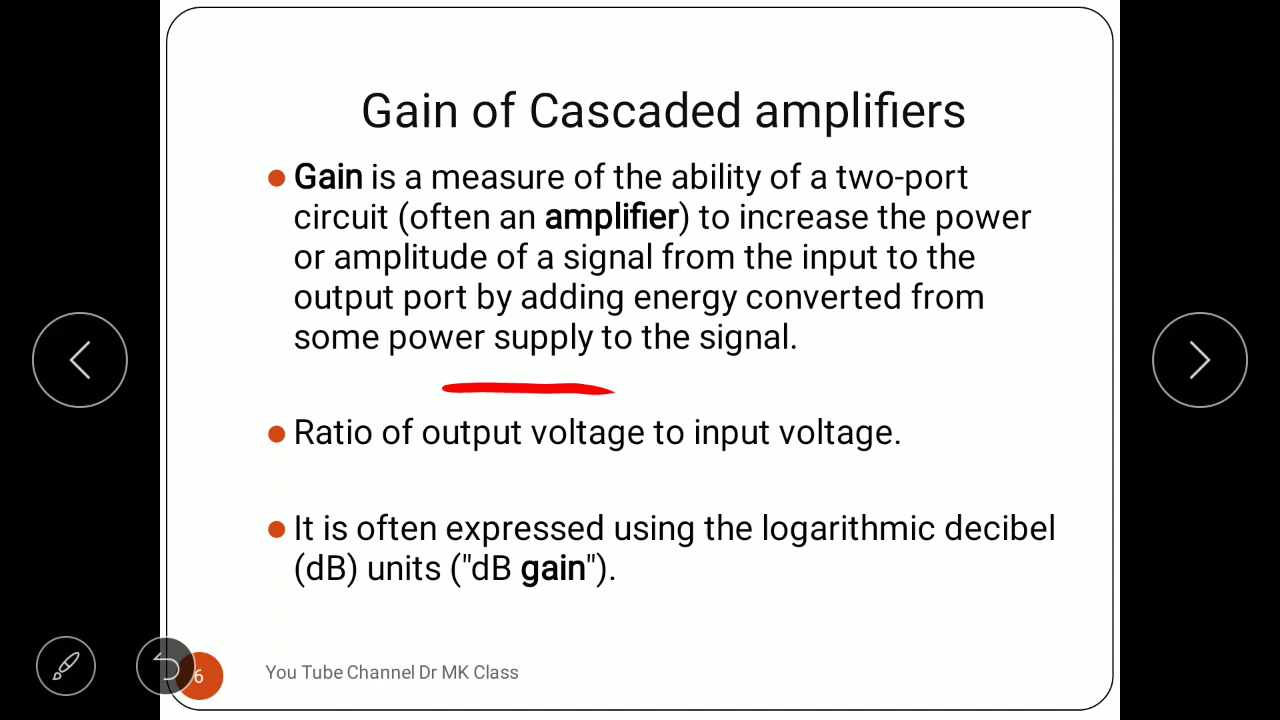 Gain of Cascaded amplifiers
Gain is a measure of the ability of a two-port
circuit (often an amplifier) to increase the power
or amplitude of a signal from the input to the
output port by adding energy converted from
some power supply to the signal.
Ratio of output voltage to input voltage.
It is often expressed using the logarithmic decibel
(dB) units ("dB gain").
6
You Tube Channel Dr MK Class